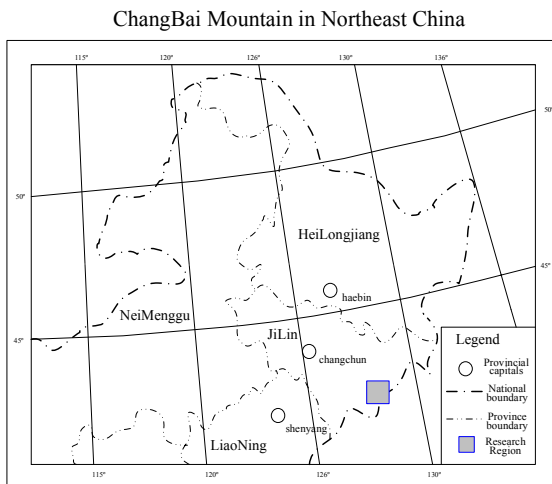 ChangBai Mountain in Northeast China
115° 120° 126° 130° 136°
50°
50°
HeiLongjiang
45°
haebin
NeiMenggu
JiLin
45°
changchun
shenyang
LiaoNing
Legend
Provincial
capitals
National
boundary
Province
boundary
Research
Region
115° 120° 126° 130°